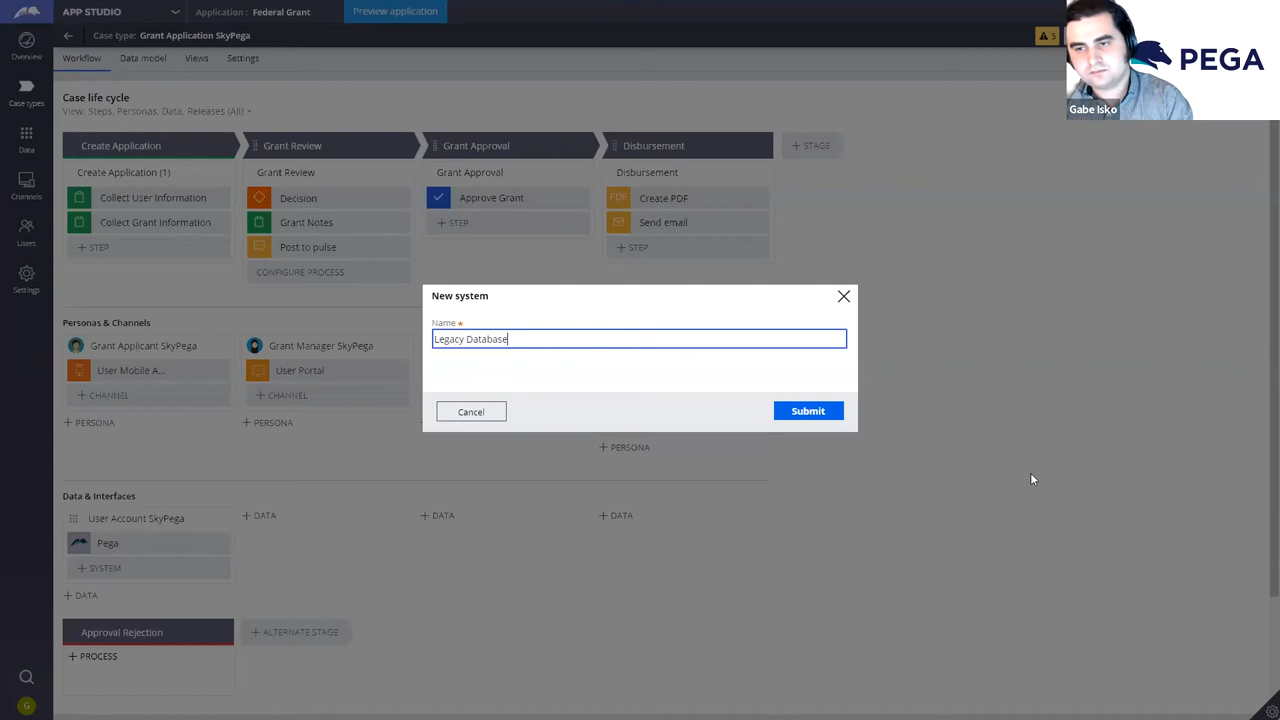 APP STUDIO
Application : Federal Grant
Preview application
Case type: Grant Application SkyPega
5
PEGA
Gabe Isko
Overview
Case types
Data
Channels
Users
Settings
Workflow
Data model
Views
Settings
Case life cycle
View: Steps, Personas, Data, Releases (All)
Create Application
Grant Review
Grant Approval
Disbursement
+ STAGE
Create Application (1)
Grant Review
Grant Approval
Disbursement
Collect User Information
Decision
Approve Grant
PDF
Create PDF
Collect Grant Information
Grant Notes
+ STEP
Send email
+ STEP
Post to pulse
+ STEP
CONFIGURE PROCESS
New system
Name *
Legacy Database
Cancel
Submit
Personas & Channels
Grant Applicant SkyPega
Grant Manager SkyPega
User Mobile A...
User Portal
+ CHANNEL
+ CHANNEL
+ PERSONA
+ PERSONA
+ PERSONA
Data & Interfaces
User Account SkyPega
+ DATA
+ DATA
+ DATA
Pega
+ SYSTEM
+ DATA
Approval Rejection
+ ALTERNATE STAGE
+ PROCESS
G